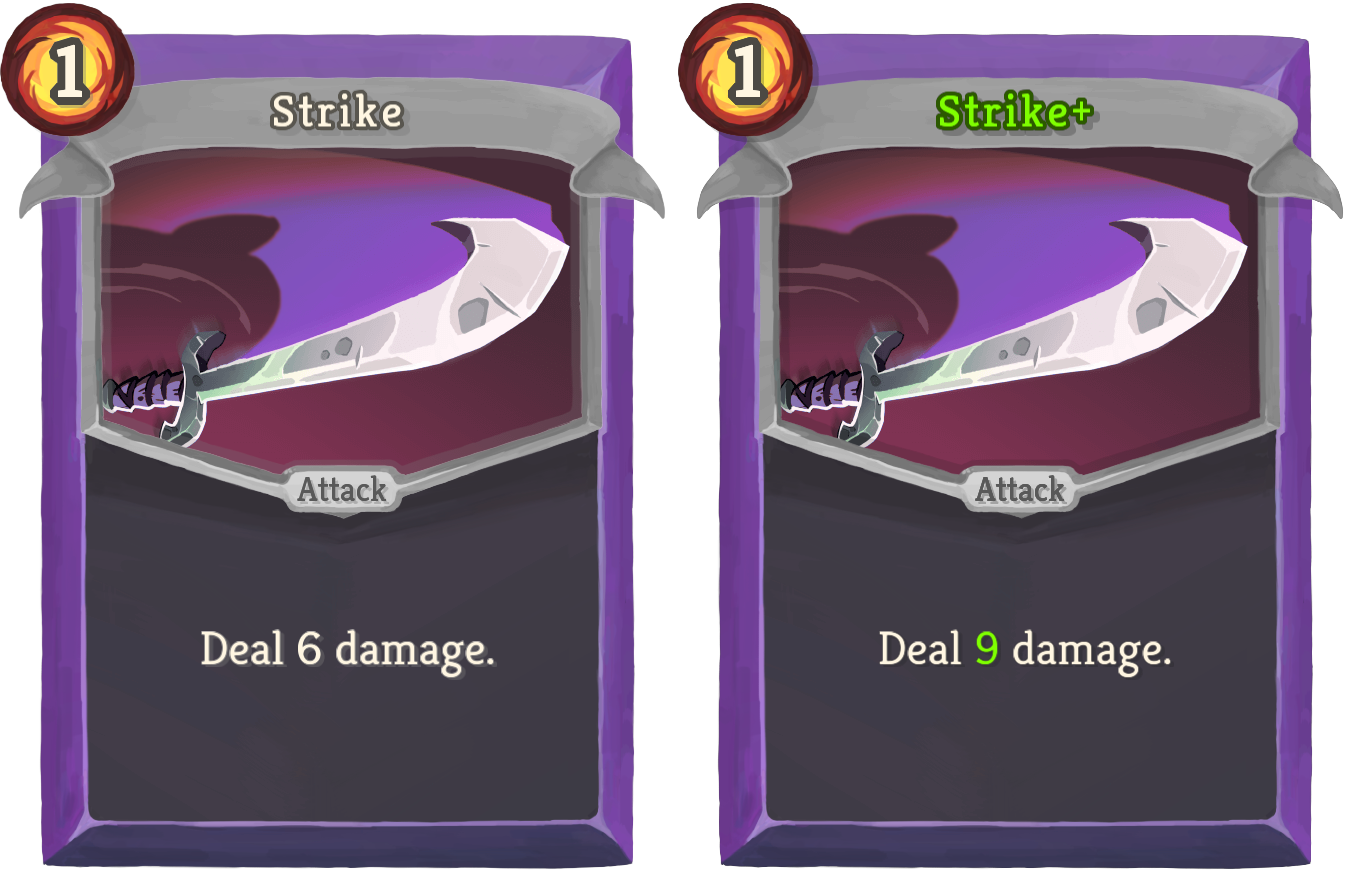 1
Strike
Attack
Deal 6 damage.
1
Strike+
Attack
Deal 9 damage.